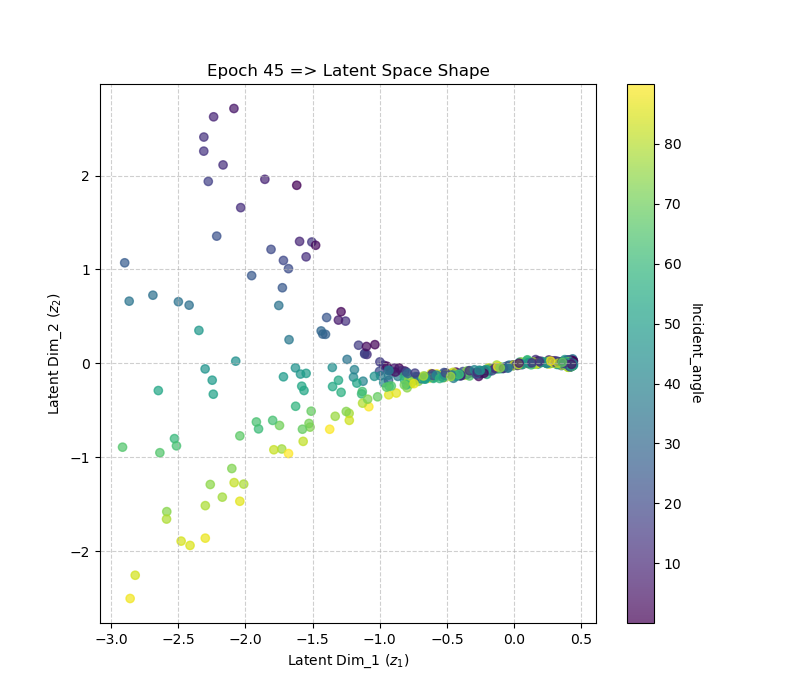 Epoch 45 => Latent Space Shape
2
1
0
−1
−2
Latent Dim_2 (z₂)
−3.0 −2.5 −2.0 −1.5 −1.0 −0.5 0.0 0.5
Latent Dim_1 (z₁)
80
70
60
50
40
30
20
10
Incident_angle